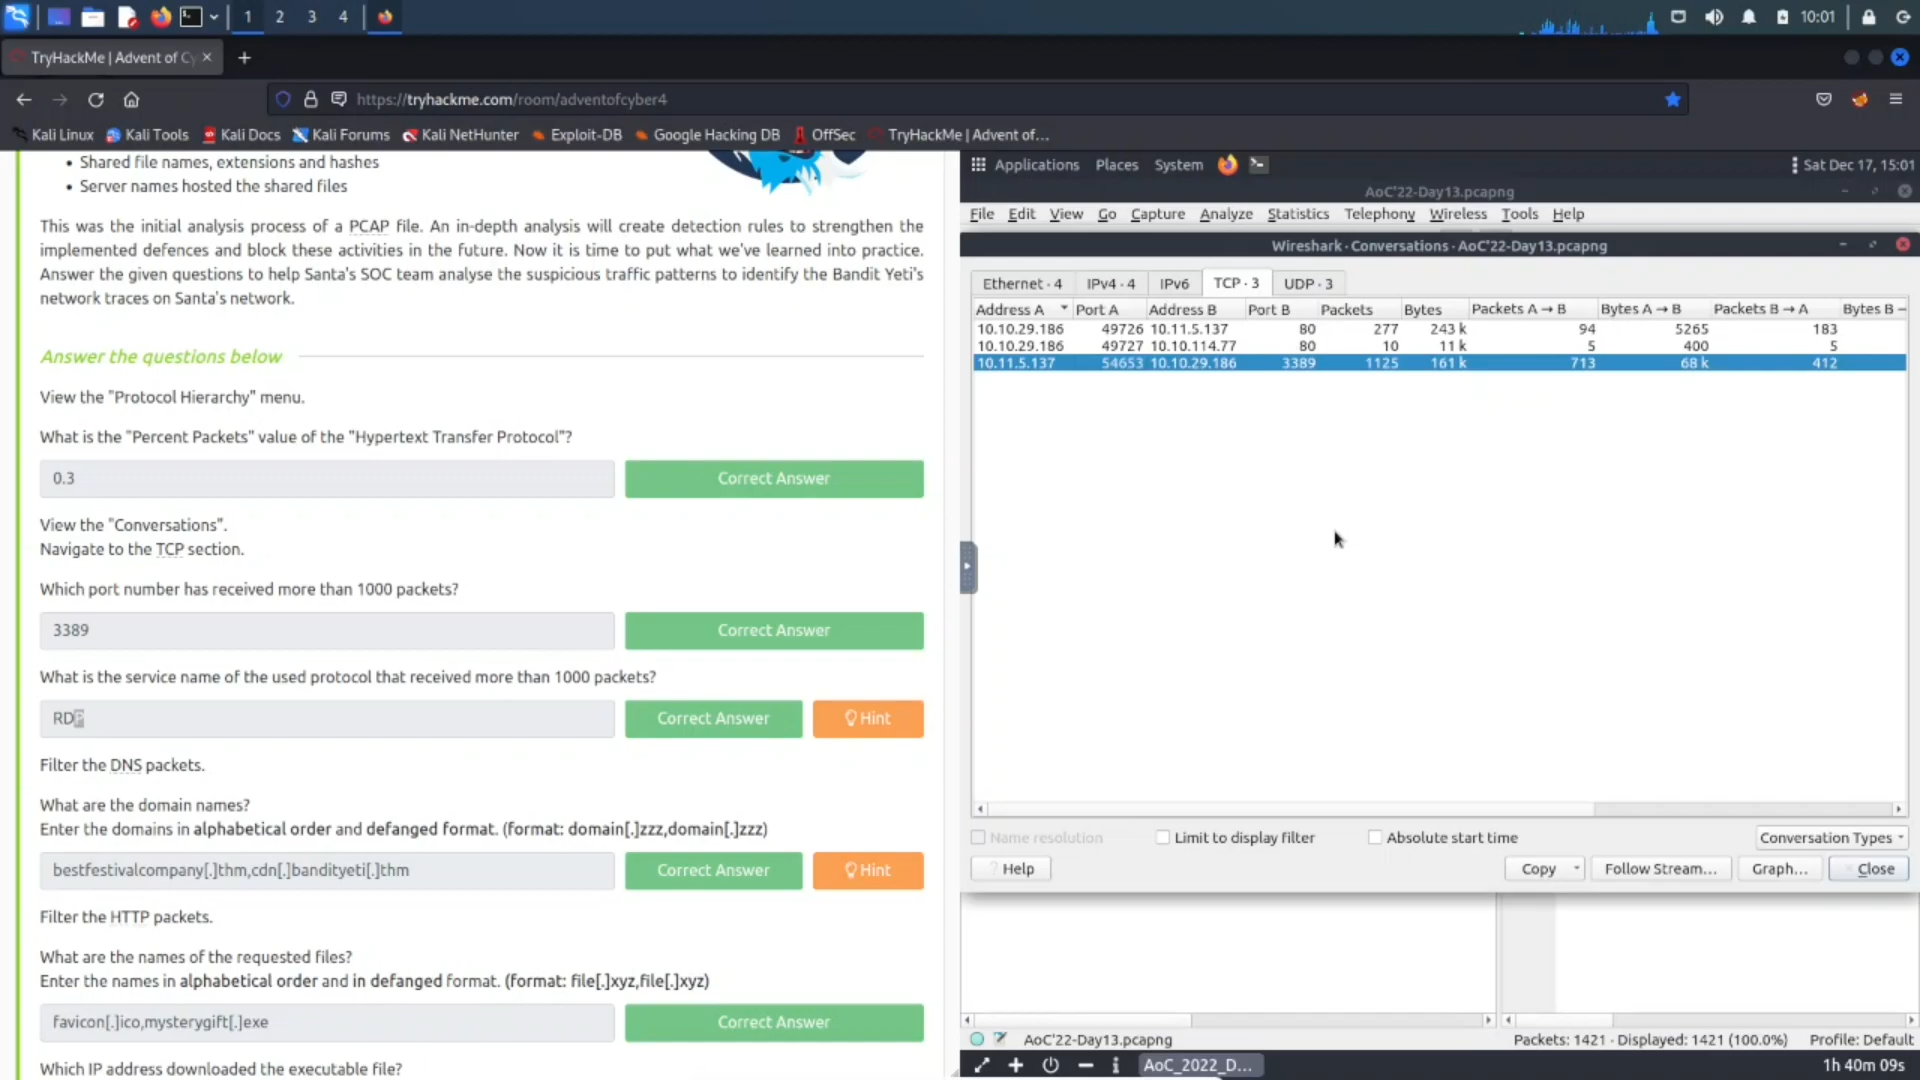 1
2
3
4
10:01
TryHackMe | Advent of Cy
https://tryhackme.com/room/adventofcyber4
Kali Linux
Kali Tools
Kali Docs
Kali Forums
Kali NetHunter
Exploit-DB
Google Hacking DB
OffSec
TryHackMe | Advent of...
• Shared file names, extensions and hashes
• Server names hosted the shared files
This was the initial analysis process of a PCAP file. An in-depth analysis will create detection rules to strengthen the
implemented defences and block these activities in the future. Now it is time to put what we've learned into practice.
Answer the given questions to help Santa's SOC team analyse the suspicious traffic patterns to identify the Bandit Yeti's
network traces on Santa's network.
Answer the questions below
View the "Protocol Hierarchy" menu.
What is the "Percent Packets" value of the "Hypertext Transfer Protocol"?
0.3
Correct Answer
View the "Conversations".
Navigate to the TCP section.
Which port number has received more than 1000 packets?
3389
Correct Answer
What is the service name of the used protocol that received more than 1000 packets?
RDP
Correct Answer
Hint
Filter the DNS packets.
What are the domain names?
Enter the domains in alphabetical order and defanged format. (format: domain[.]zzz,domain[.]zzz)
bestfestivalcompany[.]thm,cdn[.]bandityeti[.]thm
Correct Answer
Hint
Filter the HTTP packets.
What are the names of the requested files?
Enter the names in alphabetical order and in defanged format. (format: file[.]xyz,file[.]xyz)
favicon[.]ico,mysterygift[.]exe
Correct Answer
Which IP address downloaded the executable file?
Applications Places System
Sat Dec 17, 15:01
AoC'22-Day13.pcapng
File Edit View Go Capture Analyze Statistics Telephony Wireless Tools Help
Wireshark · Conversations · AoC'22-Day13.pcapng
Ethernet · 4 IPv4 · 4 IPv6 TCP · 3 UDP · 3
Address A Port A Address B Port B Packets Bytes Packets A → B Bytes A → B Packets B → A Bytes B →
10.10.29.186 49726 10.11.5.137 80 277 243 k 94 5265 183
10.10.29.186 49727 10.10.114.77 80 10 11 k 5 400 5
10.11.5.137 54653 10.10.29.186 3389 1125 161 k 713 68 k 412
Name resolution
Limit to display filter
Absolute start time
Conversation Types
Help
Copy
Follow Stream...
Graph...
Close
AoC'22-Day13.pcapng
Packets: 1421 · Displayed: 1421 (100.0%)
Profile: Default
AoC_2022_D...
1h 40m 09s